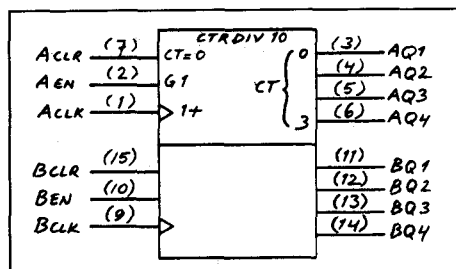 CTRDIV 10
ACLR (7) CT=0 0 (3) AQ1
AEN (2) G1 CT (4) AQ2
ACLK (1) 1+ (5) AQ3
3 (6) AQ4
BCLR (15) (11) BQ1
BEN (10) (12) BQ2
BCLK (9) (13) BQ3
(14) BQ4